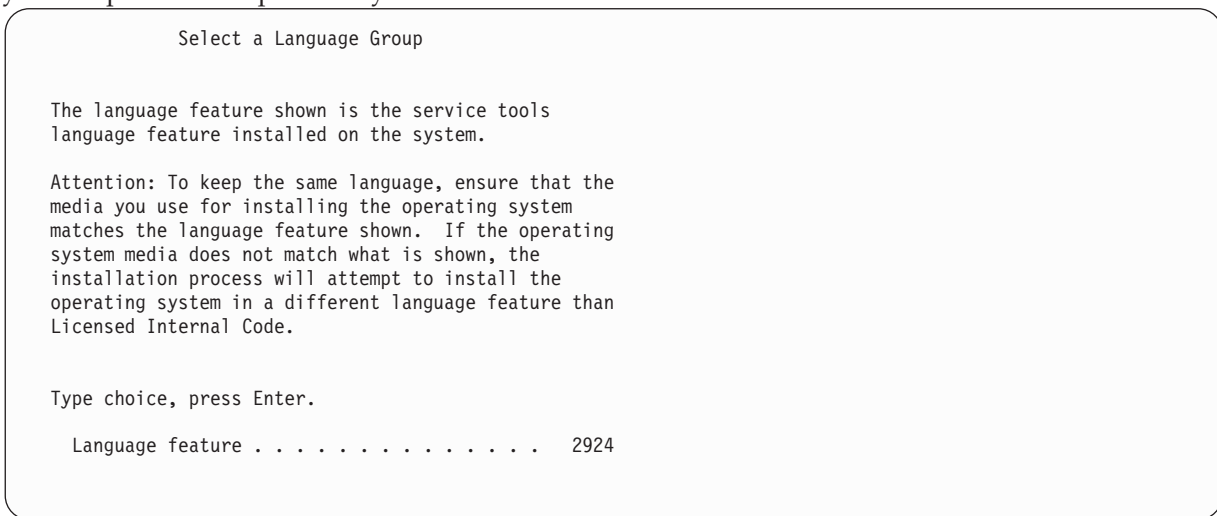 Select a Language Group
The language feature shown is the service tools
language feature installed on the system.
Attention: To keep the same language, ensure that the
media you use for installing the operating system
matches the language feature shown.  If the operating
system media does not match what is shown, the
installation process will attempt to install the
operating system in a different language feature than
Licensed Internal Code.
Type choice, press Enter.
Language feature . . . . . . . . . . . . . .   2924